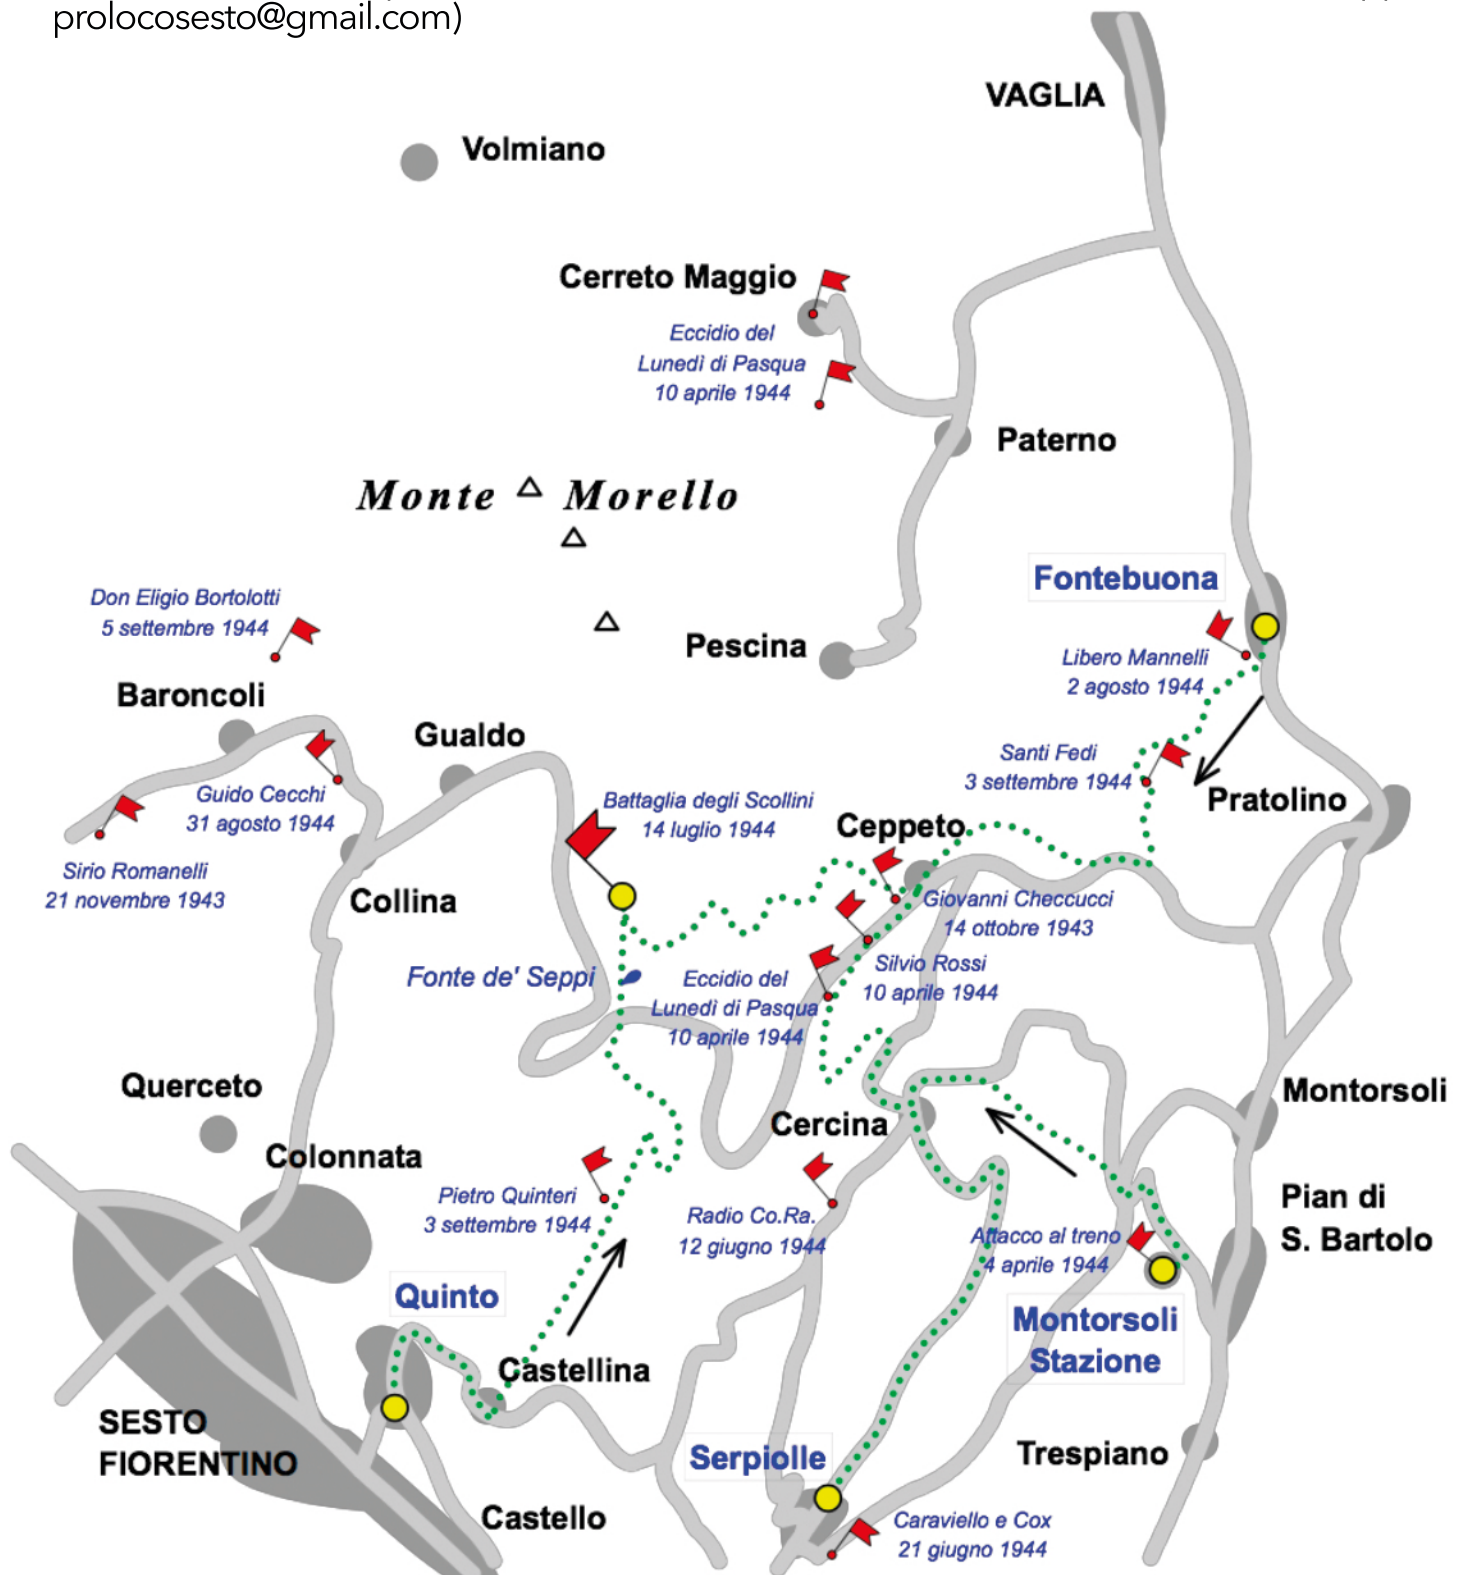 prolocosesto@gmail.com)
VAGLIA
Volmiano
Cerreto Maggio
Eccidio del
Lunedì di Pasqua
10 aprile 1944
Paterno
Monte Morello
Fontebuona
Don Eligio Bortolotti
5 settembre 1944
Pescina
Libero Mannelli
2 agosto 1944
Baroncoli
Gualdo
Santi Fedi
3 settembre 1944
Pratolino
Guido Cecchi
31 agosto 1944
Battaglia degli Scollini
14 luglio 1944
Ceppeto
Sirio Romanelli
21 novembre 1943
Collina
Giovanni Checcucci
14 ottobre 1943
Fonte de' Seppi
Eccidio del
Lunedì di Pasqua
10 aprile 1944
Silvio Rossi
10 aprile 1944
Querceto
Montorsoli
Cercina
Colonnata
Pietro Quinteri
3 settembre 1944
Radio Co.Ra.
12 giugno 1944
Pian di
S. Bartolo
Attacco al treno
4 aprile 1944
Quinto
Montorsoli
Stazione
Castellina
SESTO
FIORENTINO
Serpiolle
Trespiano
Castello
Caraviello e Cox
21 giugno 1944